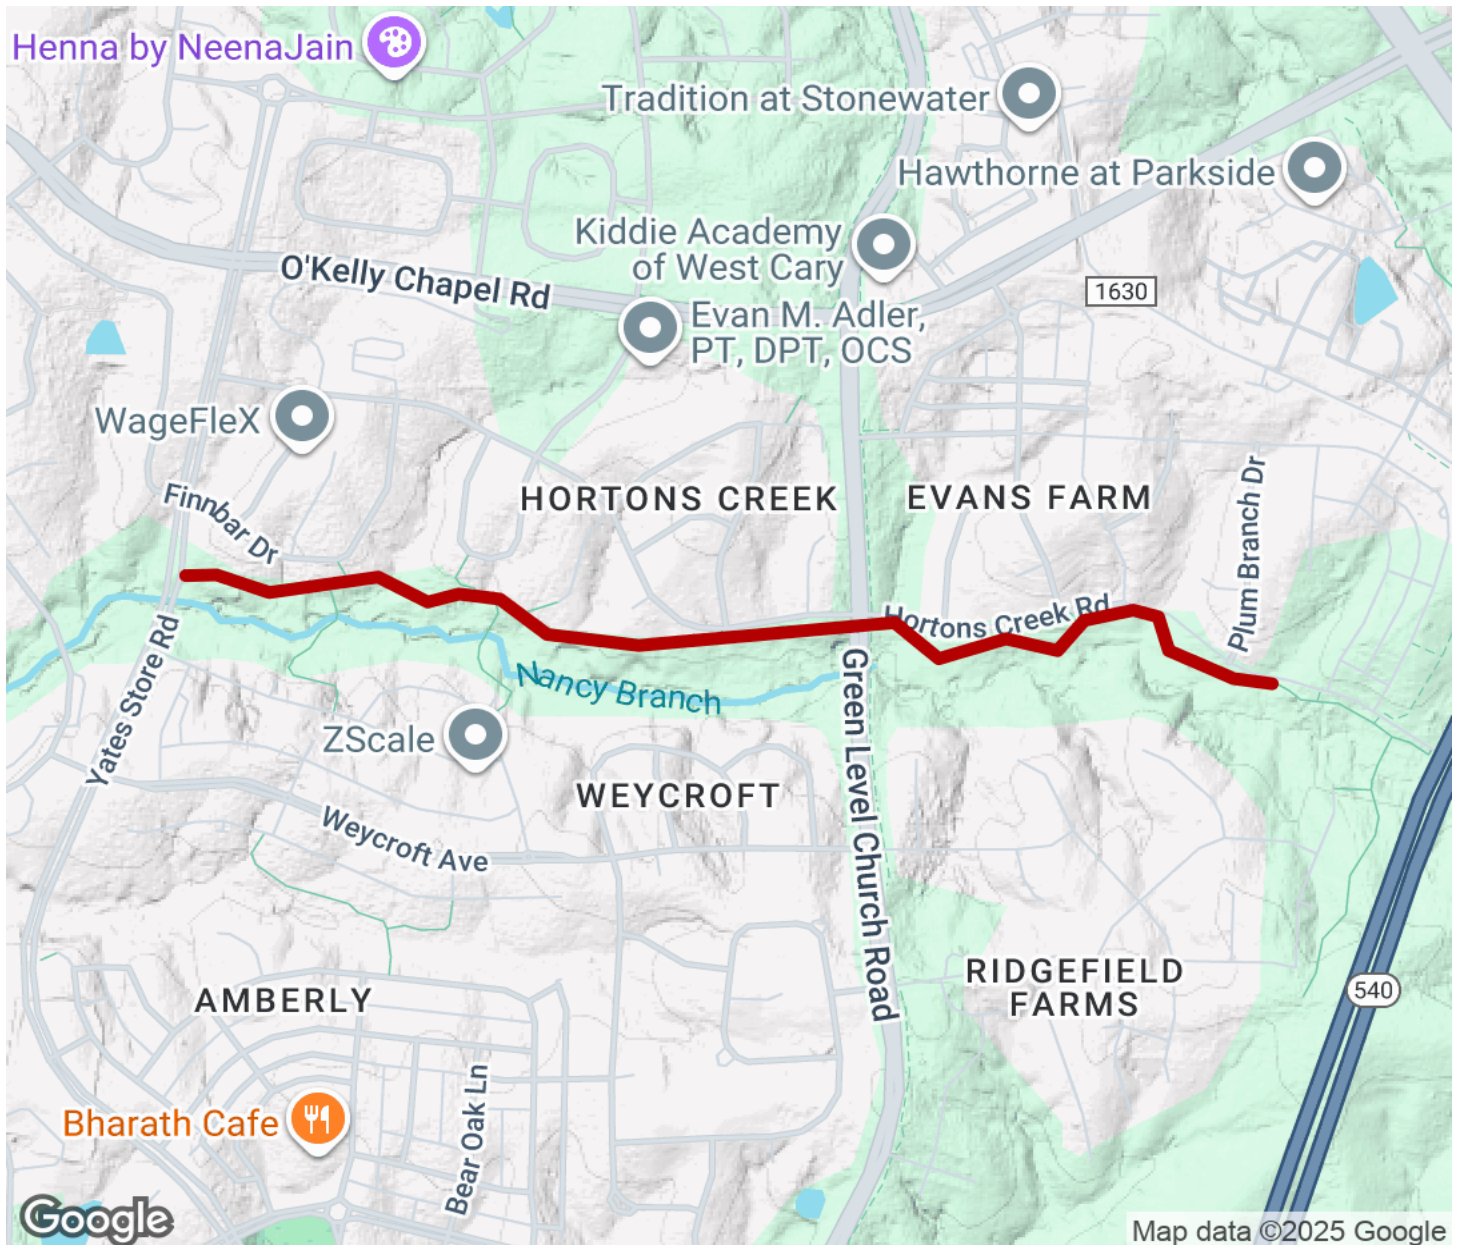 Henna by NeenaJain
Tradition at Stonewater
Hawthorne at Parkside
Kiddie Academy
of West Cary
O'Kelly Chapel Rd
1630
Evan M. Adler,
PT, DPT, OCS
WageFleX
Finnbar Dr
HORTONS CREEK
EVANS FARM
Plum Branch Dr
Hortons Creek Rd
Yates Store Rd
Nancy Branch
Green Level Church Road
ZScale
WEYCROFT
Weycroft Ave
RIDGEFIELD
FARMS
540
AMBERLY
Bear Oak Ln
Bharath Cafe
Google
Map data ©2025 Google